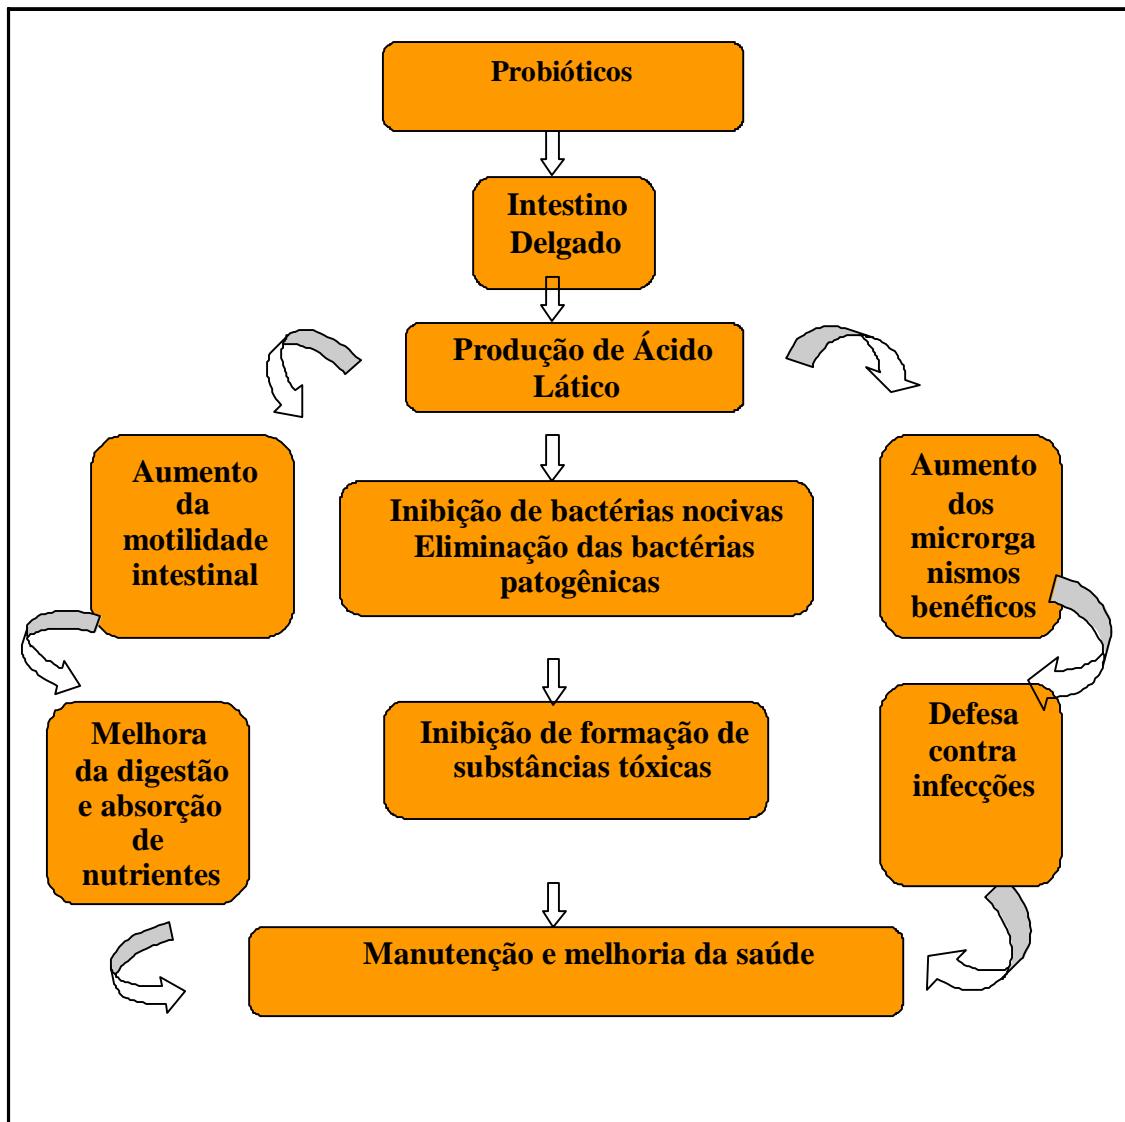 Probióticos
Intestino
Delgado
Produção de Ácido
Lático
Aumento
da
motilidade
intestinal
Inibição de bactérias nocivas
Eliminação das bactérias
patogênicas
Aumento
dos
microrga
nismos
benéficos
Melhora
da digestão
e absorção
de
nutrientes
Inibição de formação de
substâncias tóxicas
Defesa
contra
infecções
Manutenção e melhoria da saúde